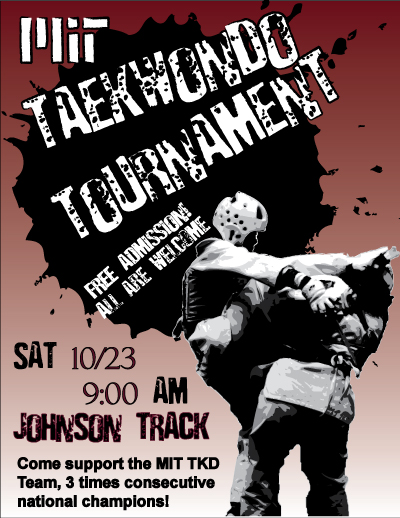 MIT
TAEKWONDO
TOURNAMENT
FREE ADMISSION!
ALL ARE WELCOME
SAT 10/23
9:00 AM
JOHNSON TRACK
Come support the MIT TKD
Team, 3 times consecutive
national champions!